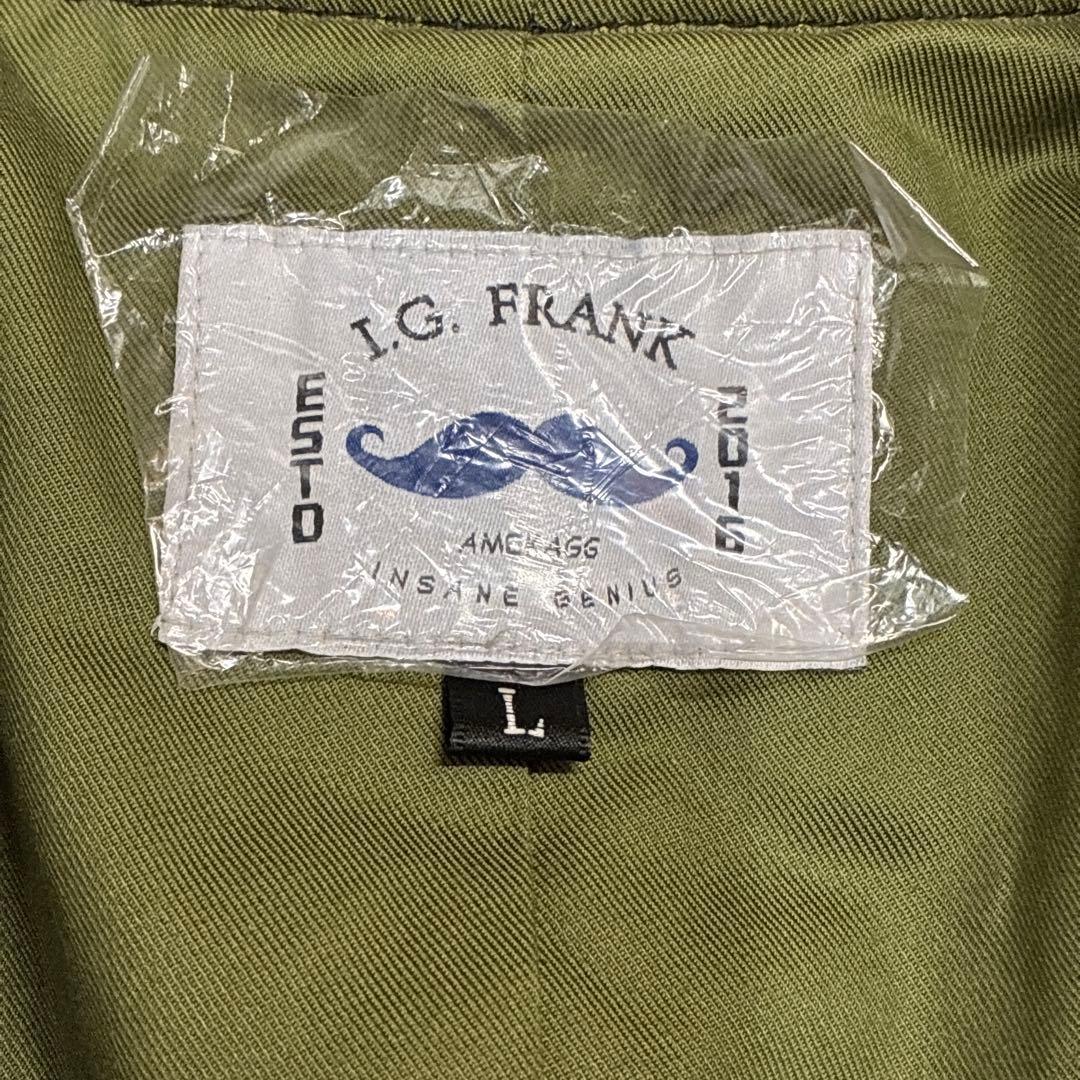 I.G. FRANK
ESTD
2016
INSANE GENIUS
L